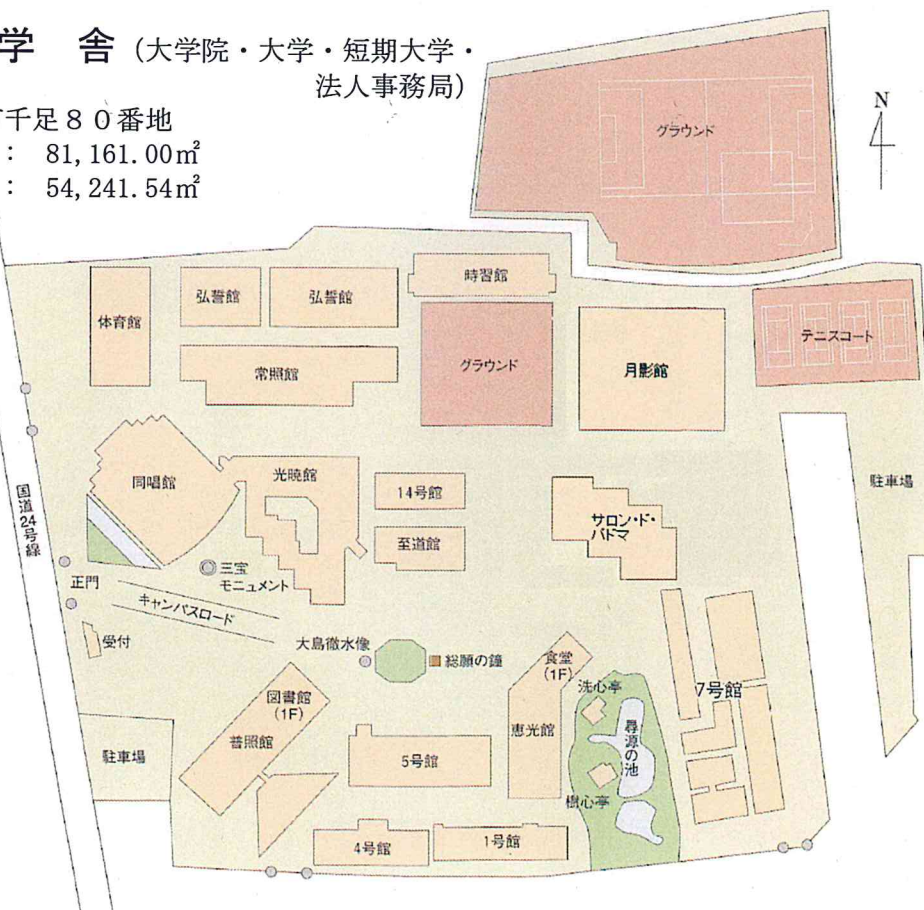 学 舎（大学院・大学・短期大学・
法人事務局）
千足８０番地
： 81,161.00㎡
： 54,241.54㎡
N
グラウンド
体育館
弘誓館
弘誓館
時習館
常照館
グラウンド
月影館
テニスコート
同唱館
光暁館
14号館
至道館
サロン・ド・
パドマ
駐車場
国道24号線
正門
三宝
モニュメント
キャンパスロード
受付
大島徹水像
総願の鐘
食堂
(1F)
図書館
(1F)
普照館
恵光館
洗心亭
尋源の池
7号館
駐車場
5号館
樹心亭
4号館
1号館